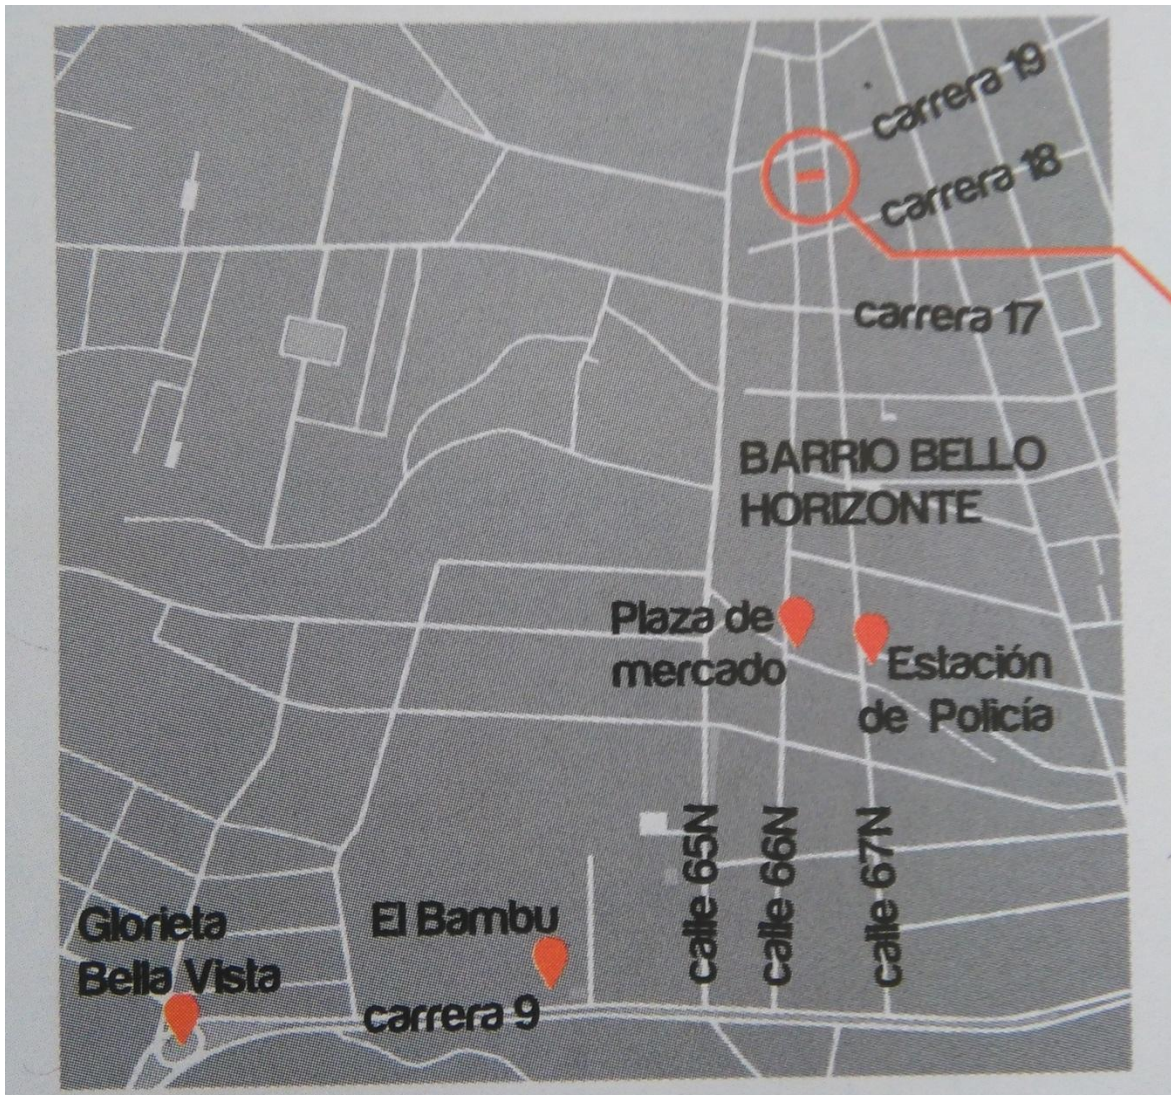 carrera 19
carrera 18
carrera 17
BARRIO BELLO
HORIZONTE
Plaza de
mercado
Estación
de Policía
calle 65N
calle 66N
calle 67N
Glorieta
Bella Vista
El Bambu
carrera 9